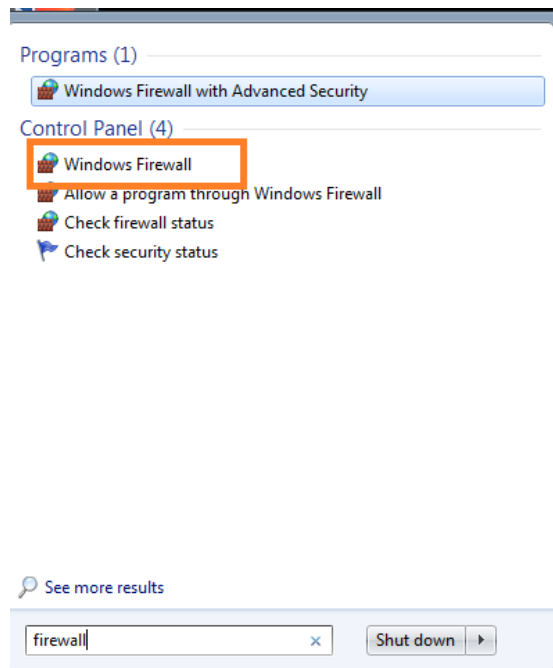 Programs (1)
Windows Firewall with Advanced Security
Control Panel (4)
Windows Firewall
Allow a program through Windows Firewall
Check firewall status
Check security status
See more results
firewall
Shut down